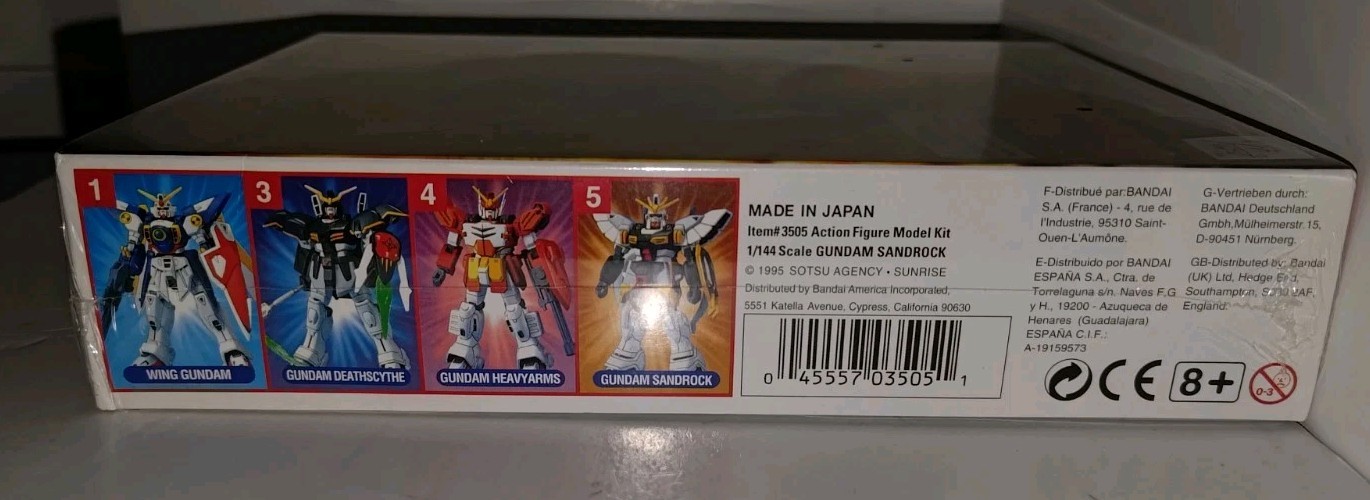 1
WING GUNDAM
3
GUNDAM DEATHSCYTHE
4
GUNDAM HEAVYARMS
5
GUNDAM SANDROCK
MADE IN JAPAN
Item#3505 Action Figure Model Kit
1/144 Scale GUNDAM SANDROCK
© 1995 SOTSU AGENCY • SUNRISE
Distributed by Bandai America Incorporated,
5551 Katella Avenue, Cypress, California 90630
0 45557 03505 1
F-Distribué par:BANDAI
S.A. (France) - 4, rue de
l'Industrie, 95310 Saint-
Ouen-L'Aumône.
E-Distribuido por BANDAI
ESPAÑA S.A., Ctra. de
Torrelaguna s/n. Naves F,G
y H., 19200 - Azuqueca de
Henares (Guadalajara)
ESPAÑA C.I.F.:
A-19159573
G-Vertrieben durch:
BANDAI Deutschland
Gmbh,Mülheimerstr.15,
D-90451 Nürnberg.
GB-Distributed by: Bandai
(UK) Ltd, Hedge End,
Southampton,
England.
CE
8+
0-3